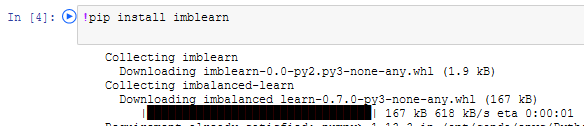 In [4]: !pip install imblearn
Collecting imblearn
Downloading imblearn-0.0-py2.py3-none-any.whl (1.9 kB)
Collecting imbalanced-learn
Downloading imbalanced_learn-0.7.0-py3-none-any.whl (167 kB)
| | 167 kB 618 kB/s eta 0:00:01